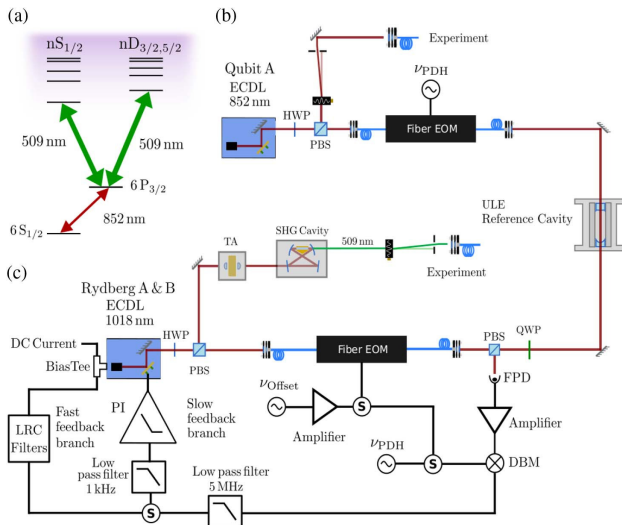 (a)
nS1/2
nD3/2,5/2
509 nm
509 nm
6 P3/2
6 S1/2
852 nm
(b)
Qubit A
ECDL
852 nm
HWP
PBS
Experiment
νPDH
Fiber EOM
ULE
Reference Cavity
(c)
Rydberg A & B
ECDL
1018 nm
TA
SHG Cavity
509 nm
Experiment
HWP
PBS
Fiber EOM
PBS
QWP
FPD
DC Current
BiasTee
LRC
Filters
Fast
feedback
branch
PI
Slow
feedback
branch
Low
pass filter
1 kHz
Low pass filter
5 MHz
S
νOffset
Amplifier
S
νPDH
S
Amplifier
DBM